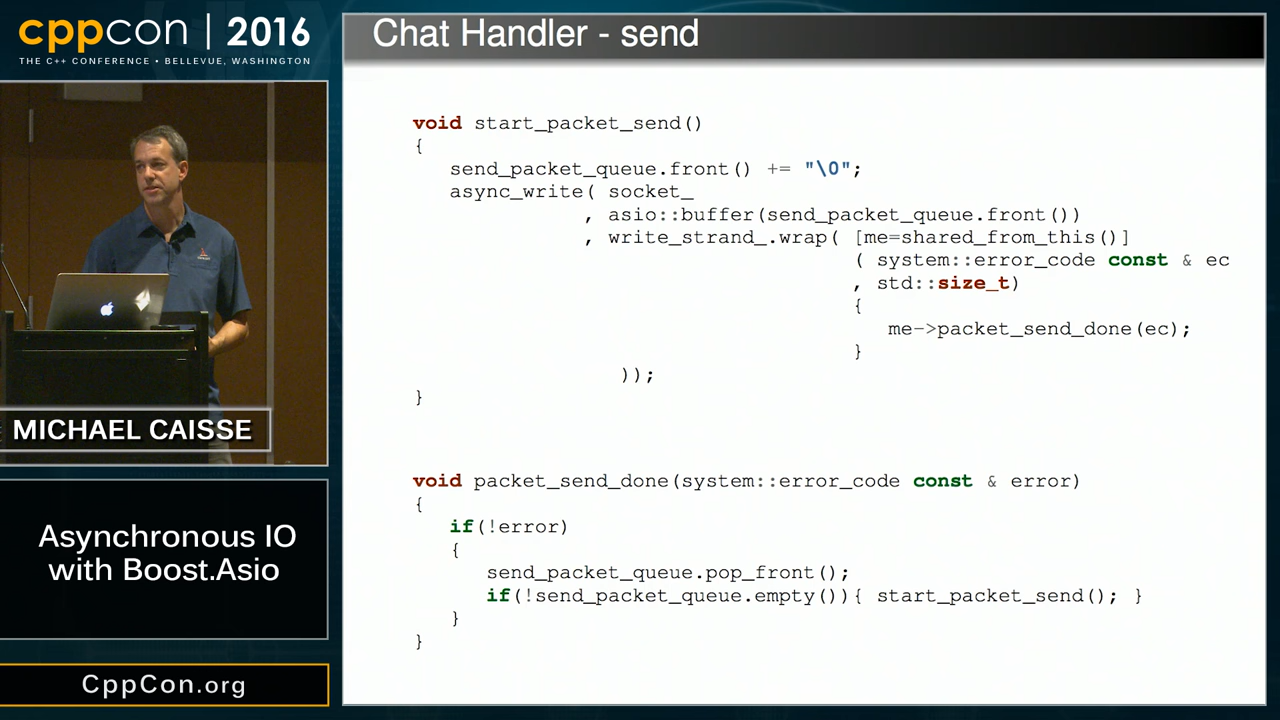 cppcon | 2016
THE C++ CONFERENCE • BELLEVUE, WASHINGTON
MICHAEL CAISSE
Asynchronous IO
with Boost.Asio
CppCon.org
Chat Handler - send
void start_packet_send()
{
send_packet_queue.front() += "\0";
async_write( socket_
, asio::buffer(send_packet_queue.front())
, write_strand_.wrap( [me=shared_from_this()]
( system::error_code const & ec
, std::size_t)
{
me->packet_send_done(ec);
}
));
}
void packet_send_done(system::error_code const & error)
{
if(!error)
{
send_packet_queue.pop_front();
if(!send_packet_queue.empty()){ start_packet_send(); }
}
}